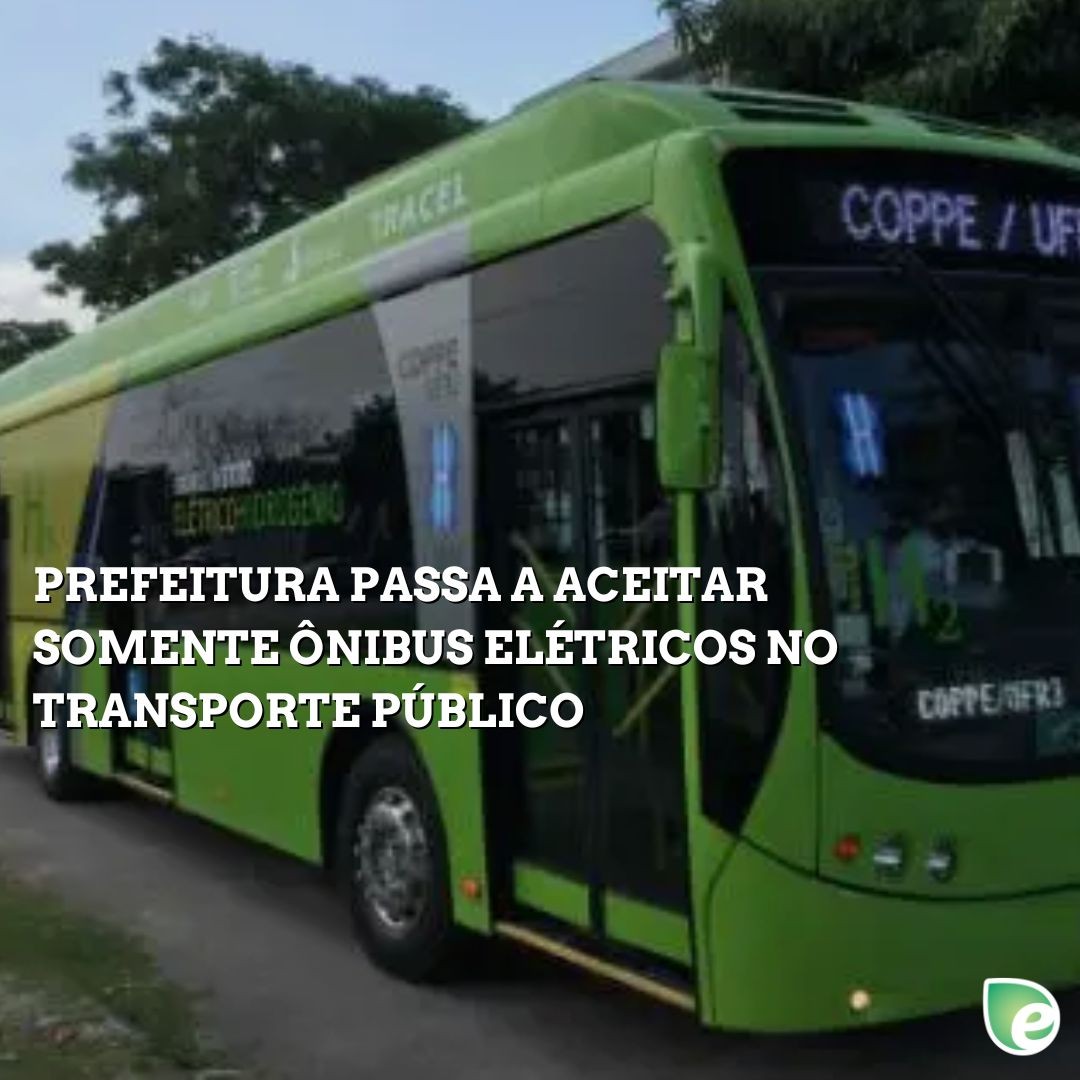 TRACEL
COPPE / UF
COPPE
ELÉTRICO HIDROGÊNIO
H
PREFEITURA PASSA A ACEITAR
SOMENTE ÔNIBUS ELÉTRICOS NO
TRANSPORTE PÚBLICO
COPPE/UFRJ
e